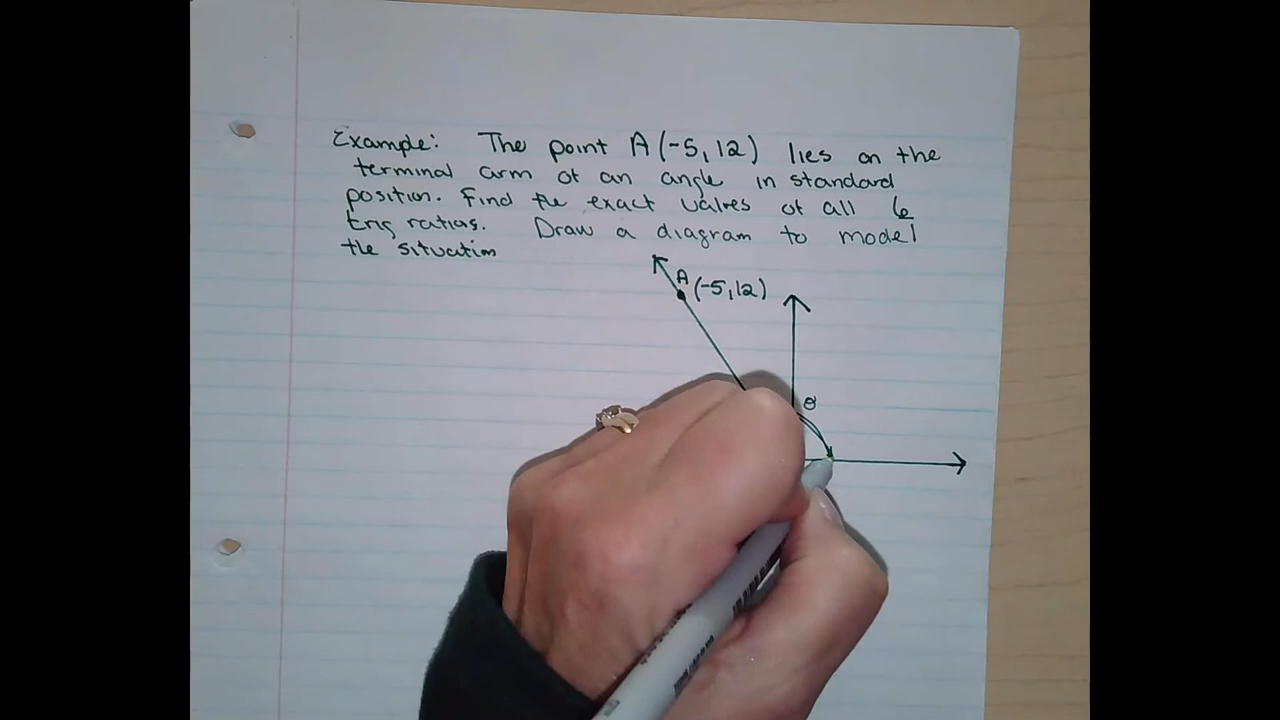 Example: The point A(-5,12) lies on the
terminal arm of an angle in standard
position. Find the exact values of all 6
trig ratios. Draw a diagram to model
the situation
A(-5,12)
θ